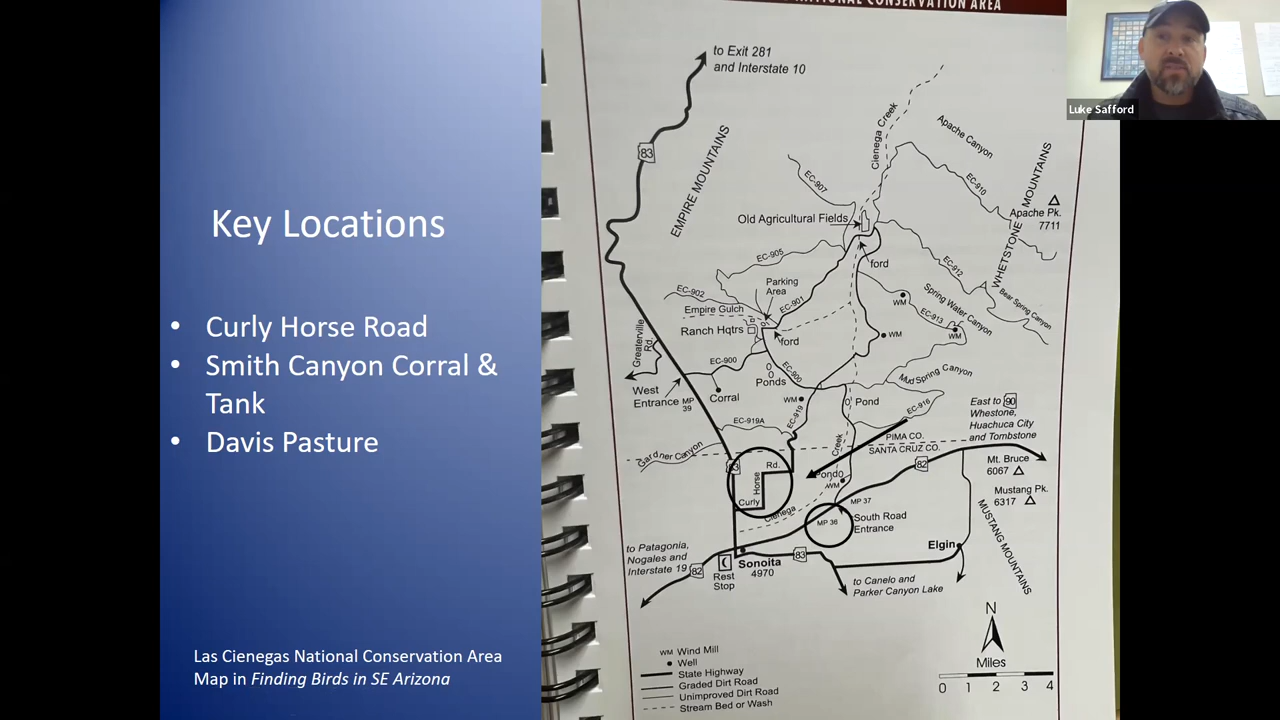 Key Locations
• Curly Horse Road
• Smith Canyon Corral &
Tank
• Davis Pasture
Las Cienegas National Conservation Area
Map in Finding Birds in SE Arizona
NATIONAL CONSERVATION AREA
Luke Safford
to Exit 281
and Interstate 10
83
EMPIRE MOUNTAINS
Cienega Creek
Apache Canyon
EC-907
EC-910
WHETSTONE MOUNTAINS
Apache Pk.
7711
Old Agricultural Fields
ford
EC-905
EC-912
Parking
Area
EC-902
EC-901
Empire Gulch
Ranch Hqtrs
ford
WM
Spring Water Canyon
Bear Spring Canyon
EC-913
WM
WM
Greaterville
Rd.
EC-900
EC-900
Ponds
Mud Spring Canyon
West
Entrance MP
39
Corral
WM
EC-919
Pond
EC-916
East to 90
Whestone,
Huachuca City
and Tombstone
EC-919A
Gardner Canyon
Creek
PIMA CO.
SANTA CRUZ CO.
82
Mt. Bruce
6067
83
Rd.
Horse
Curly
Pond
WM
MP 37
Mustang Pk.
6317
Cienega
MP 36
South Road
Entrance
MUSTANG MOUNTAINS
to Patagonia,
Nogales and
Interstate 19
82
Rest
Stop
Sonoita
4970
83
Elgin
to Canelo and
Parker Canyon Lake
N
Miles
0 1 2 3 4
WM Wind Mill
Well
State Highway
Graded Dirt Road
Unimproved Dirt Road
Stream Bed or Wash